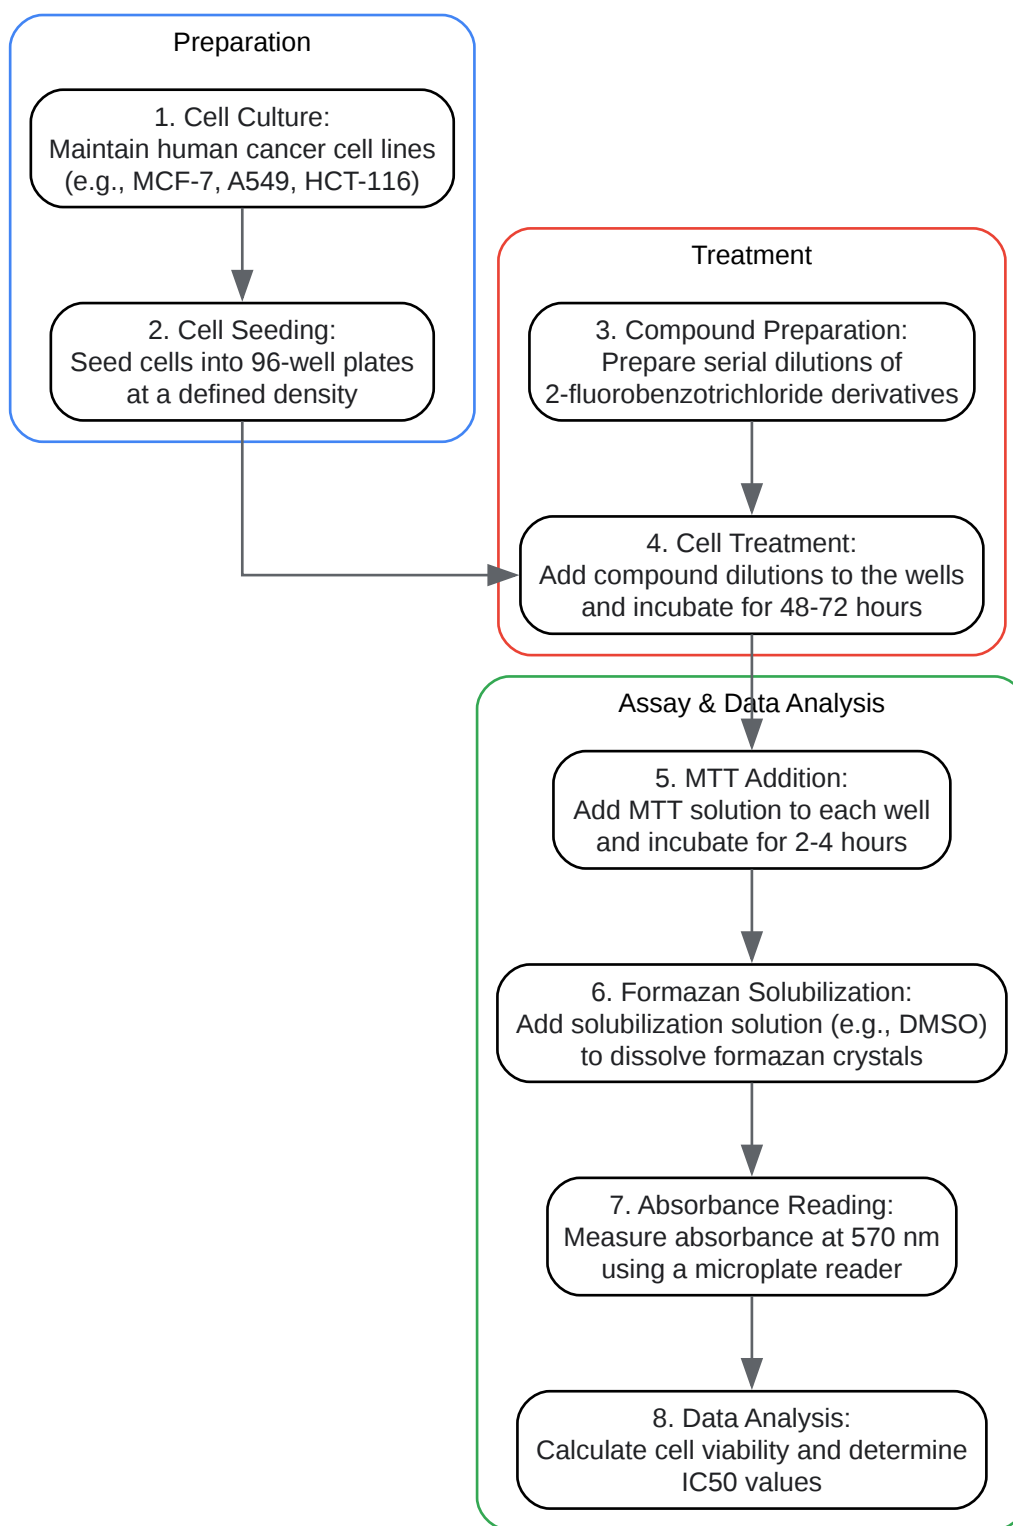 Preparation
1. Cell Culture:
Maintain human cancer cell lines
(e.g., MCF-7, A549, HCT-116)
2. Cell Seeding:
Seed cells into 96-well plates
at a defined density
Treatment
3. Compound Preparation:
Prepare serial dilutions of
2-fluorobenzotrichloride derivatives
4. Cell Treatment:
Add compound dilutions to the wells
and incubate for 48-72 hours
Assay & Data Analysis
5. MTT Addition:
Add MTT solution to each well
and incubate for 2-4 hours
6. Formazan Solubilization:
Add solubilization solution (e.g., DMSO)
to dissolve formazan crystals
7. Absorbance Reading:
Measure absorbance at 570 nm
using a microplate reader
8. Data Analysis:
Calculate cell viability and determine
IC50 values